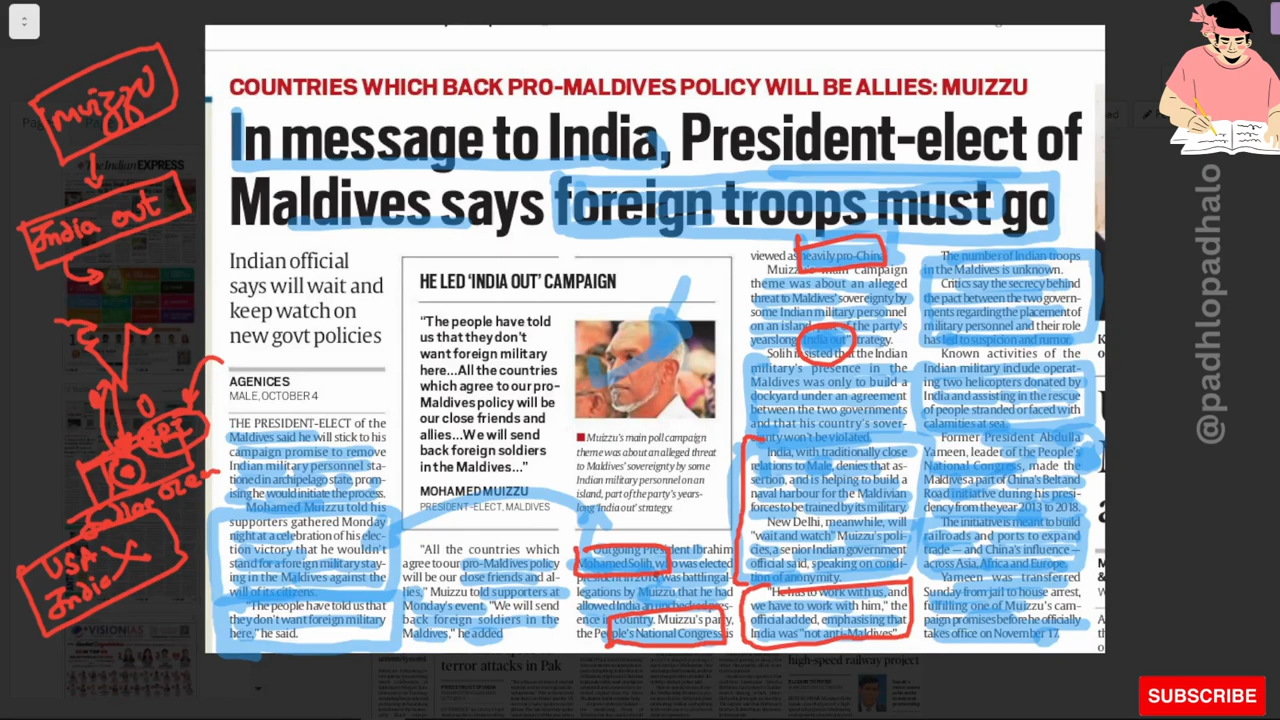 COUNTRIES WHICH BACK PRO-MALDIVES POLICY WILL BE ALLIES: MUIZZU
In message to India, President-elect of
Maldives says foreign troops must go
Indian official
says will wait and
keep watch on
new govt policies
AGENICES
MALE, OCTOBER 4
THE PRESIDENT-ELECT of the
Maldives said he will stick to his
campaign promise to remove
Indian military personnel sta-
tioned in archipelago state, prom-
ising he would initiate the process.
Mohamed Muizzu told his
supporters gathered Monday
night at a celebration of his elec-
tion victory that he wouldn't
stand for a foreign military stay-
ing in the Maldives against the
will of its citizens.
"The people have told us that
they don't want foreign military
here," he said.
HE LED 'INDIA OUT' CAMPAIGN
"The people have told
us that they don't
want foreign military
here...All the countries
which agree to our pro-
Maldives policy will be
our close friends and
allies...We will send
back foreign soldiers
in the Maldives..."
MOHAMED MUIZZU
PRESIDENT-ELECT, MALDIVES
Muizzu's main poll campaign
theme was about an alleged threat
to Maldives' sovereignty by some
Indian military personnel on an
island, part of the party's years-
long 'India out' strategy.
"All the countries which
agree to our pro-Maldives policy
will be our close friends and al-
lies," Muizzu told supporters at
Monday's event. "We will send
back foreign soldiers in the
Maldives," he added
Outgoing President Ibrahim
Mohamed Solih, who was elected
president in 2018, was battling al-
legations by Muizzu that he had
allowed India an unchecked pres-
ence in country. Muizzu's party,
the People's National Congress is
viewed as heavily pro-China.
Muizzu's main campaign
theme was about an alleged
threat to Maldives' sovereignty by
some Indian military personnel
on an island, part of the party's
yearslong "India out" strategy.
Solih insisted that the Indian
military's presence in the
Maldives was only to build a
dockyard under an agreement
between the two governments
and that his country's sover-
eignty won't be violated.
India, with traditionally close
relations to Male, denies that as-
sertion, and is helping to build a
naval harbour for the Maldivian
forces to be trained by its military.
New Delhi, meanwhile, will
"wait and watch" Muizzu's poli-
cies, a senior Indian government
official said, speaking on condi-
tion of anonymity.
"He has to work with us, and
we have to work with him," the
official added, emphasising that
India was "not anti-Maldives"
The number of Indian troops
in the Maldives is unknown.
Critics say the secrecy behind
the pact between the two govern-
ments regarding the placement of
military personnel and their role
has led to suspicion and rumor.
Known activities of the
Indian military include operat-
ing two helicopters donated by
India and assisting in the rescue
of people stranded or faced with
calamities at sea.
Former President Abdulla
Yameen, leader of the People's
National Congress, made the
Maldives a part of China's Belt and
Road initiative during his presi-
dency from the year 2013 to 2018.
The initiative is meant to build
railroads and ports to expand
trade — and China's influence —
across Asia, Africa and Europe.
Yameen was transferred
Sunday from jail to house arrest,
fulfilling one of Muizzu's cam-
paign promises before he officially
takes office on November 17.
muizzu
India out
Indian ocean
USA
India
The Indian EXPRESS
VISIONIAS
terror attacks in Pak
high-speed railway project
@padhlopadhalo
SUBSCRIBE